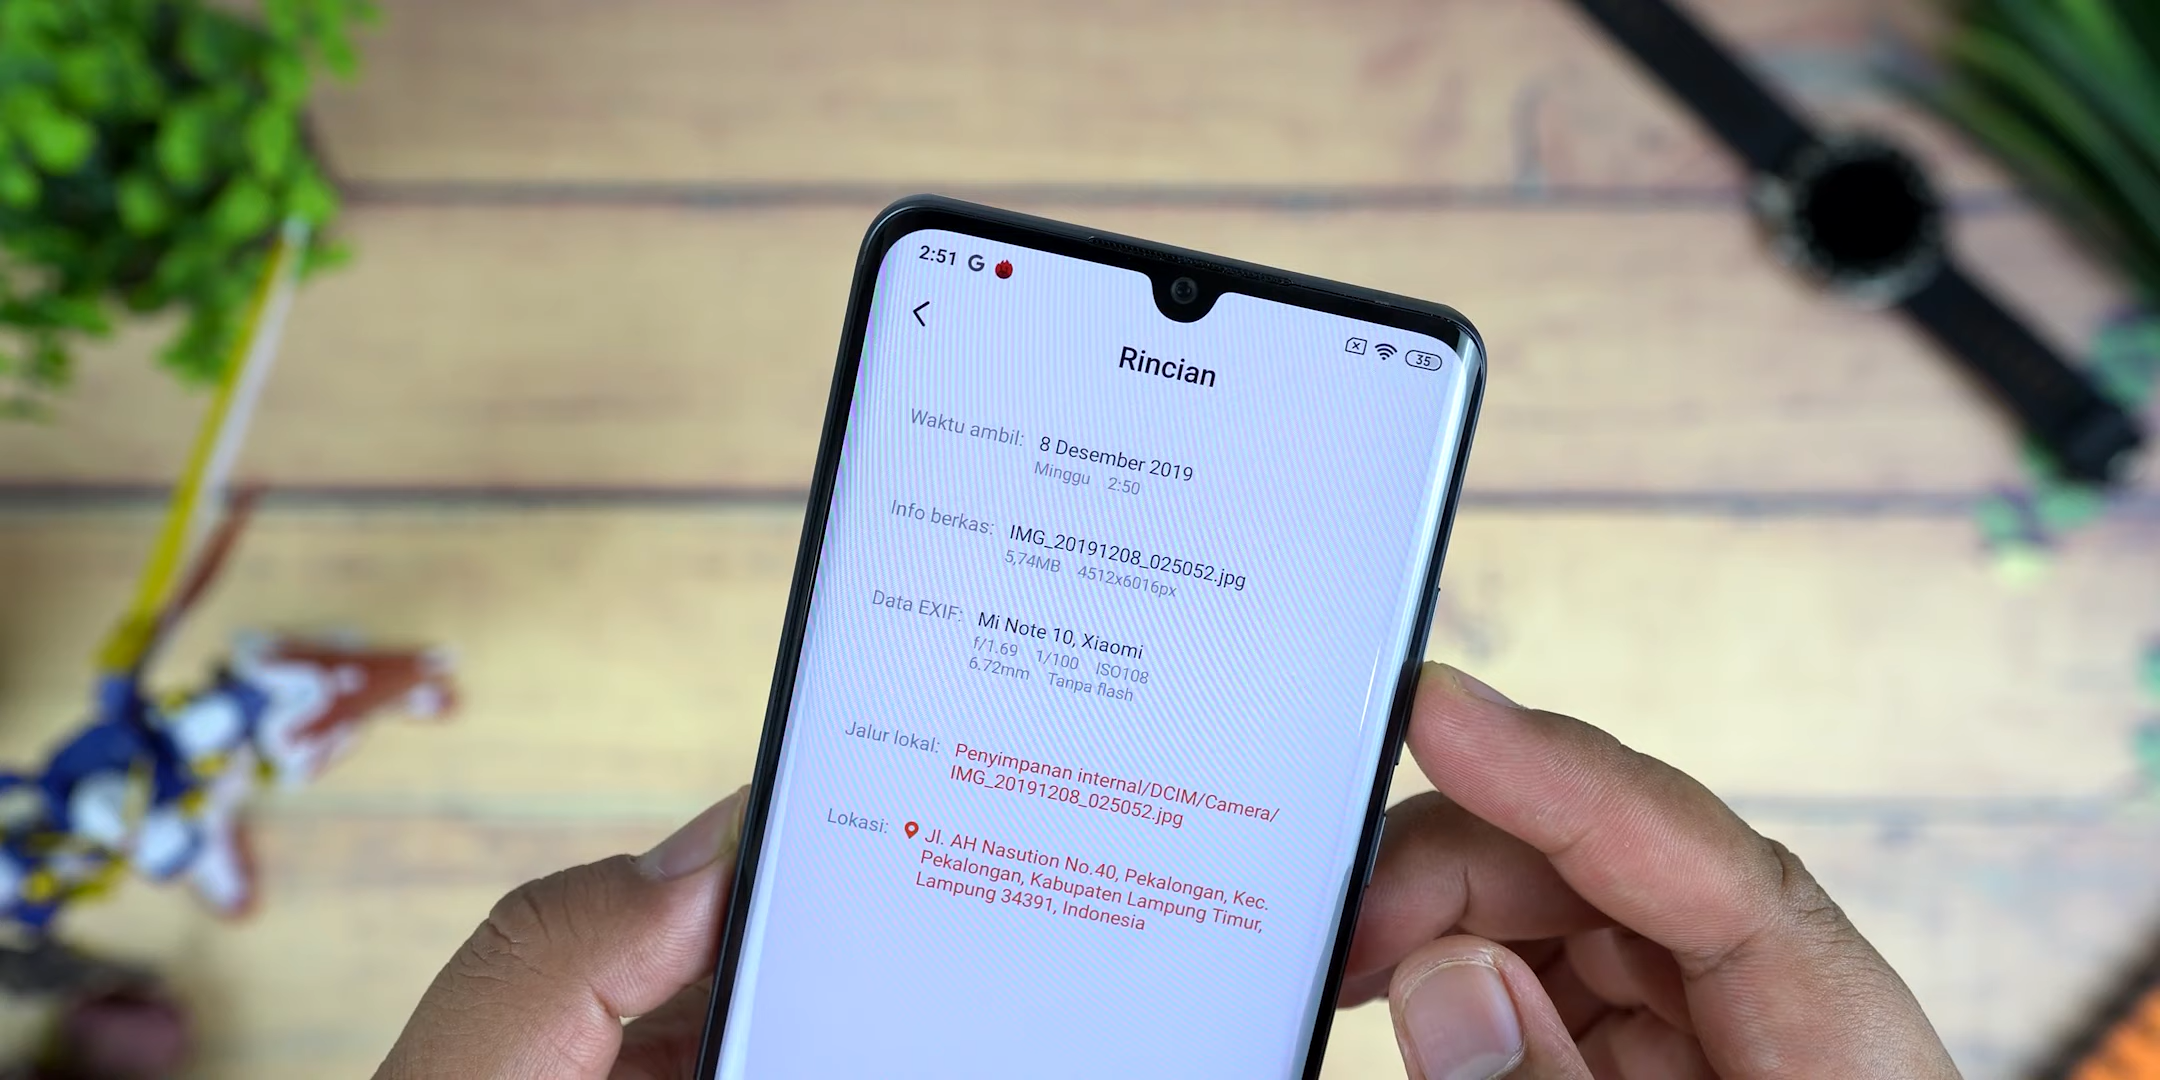 2:51 G
35
Rincian
Waktu ambil: 8 Desember 2019
Minggu 2:50
Info berkas: IMG_20191208_025052.jpg
5,74MB 4512x6016px
Data EXIF: Mi Note 10, Xiaomi
f/1.69 1/100 ISO108
6.72mm Tanpa flash
Jalur lokal: Penyimpanan internal/DCIM/Camera/
IMG_20191208_025052.jpg
Lokasi: Jl. AH Nasution No.40, Pekalongan, Kec.
Pekalongan, Kabupaten Lampung Timur,
Lampung 34391, Indonesia